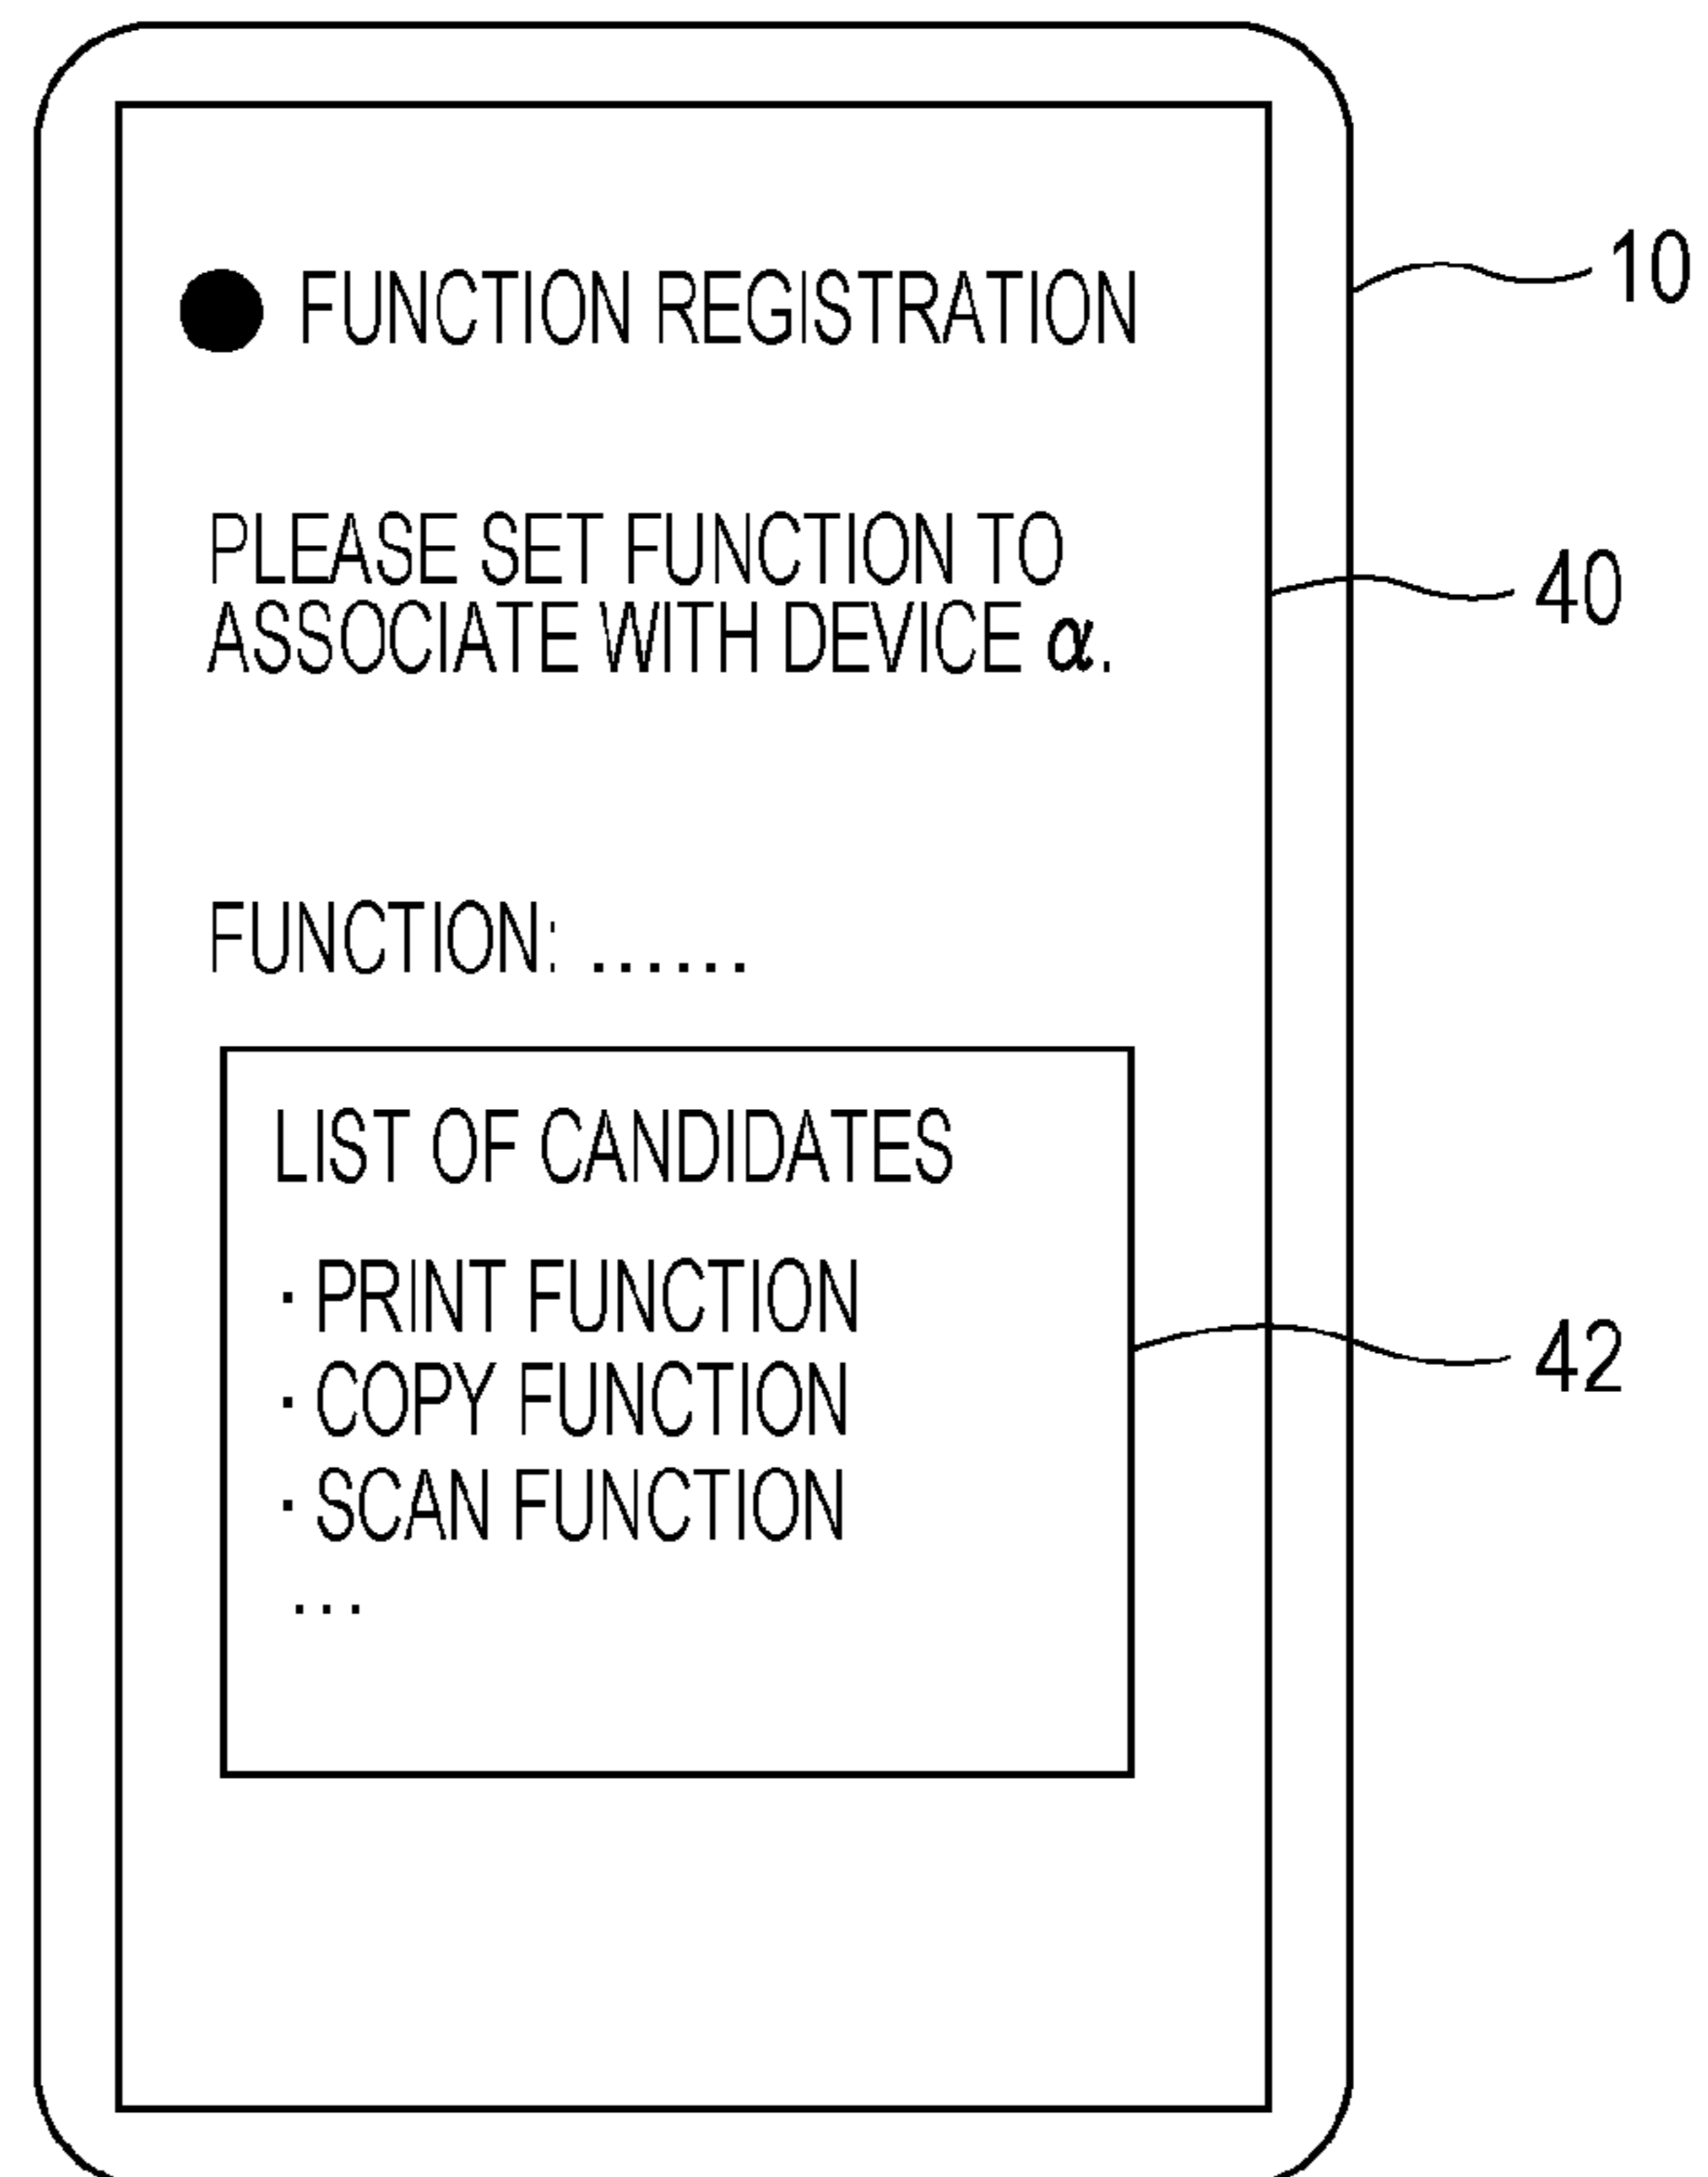 ● FUNCTION REGISTRATION
10
PLEASE SET FUNCTION TO
ASSOCIATE WITH DEVICE α.
40
FUNCTION: ......
LIST OF CANDIDATES
· PRINT FUNCTION
42
· COPY FUNCTION
· SCAN FUNCTION
...